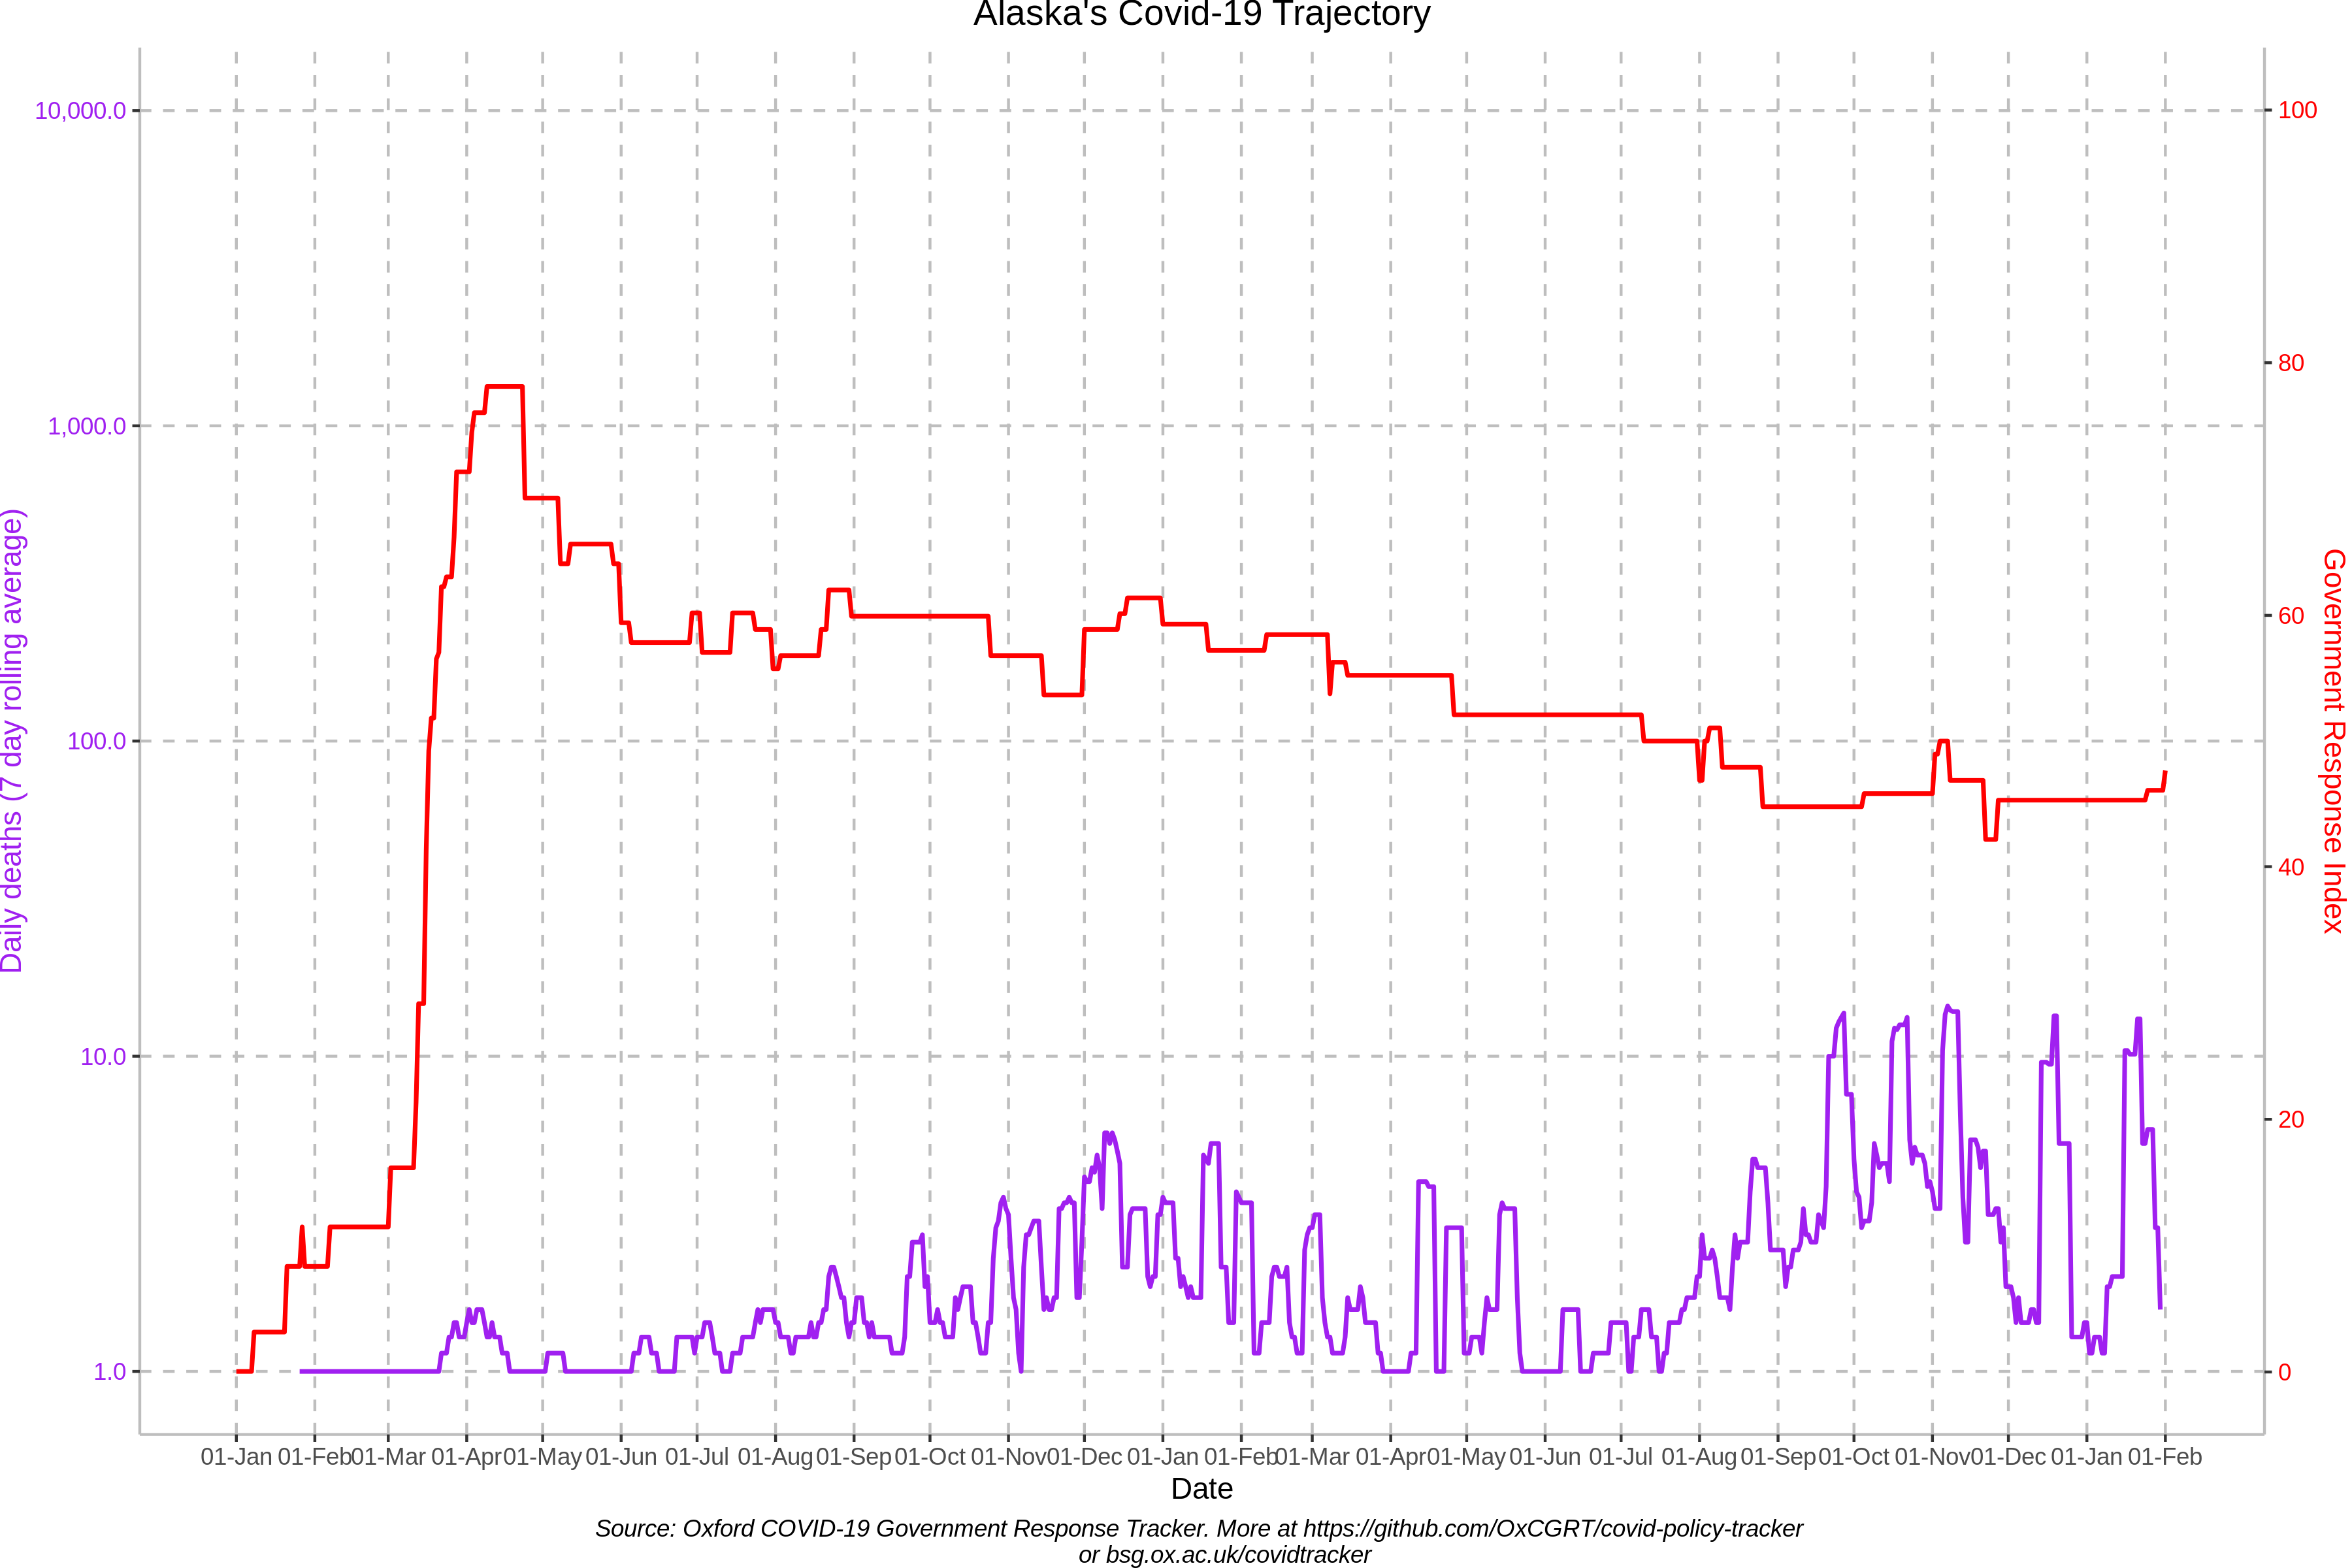 Alaska's Covid-19 Trajectory
10,000.0
1,000.0
100.0
10.0
1.0
Daily deaths (7 day rolling average)
100
80
60
40
20
0
Government Response Index
01-Jan 01-Feb 01-Mar 01-Apr 01-May 01-Jun 01-Jul 01-Aug 01-Sep 01-Oct 01-Nov 01-Dec 01-Jan 01-Feb 01-Mar 01-Apr 01-May 01-Jun 01-Jul 01-Aug 01-Sep 01-Oct 01-Nov 01-Dec 01-Jan 01-Feb
Date
Source: Oxford COVID-19 Government Response Tracker. More at https://github.com/OxCGRT/covid-policy-tracker
or bsg.ox.ac.uk/covidtracker